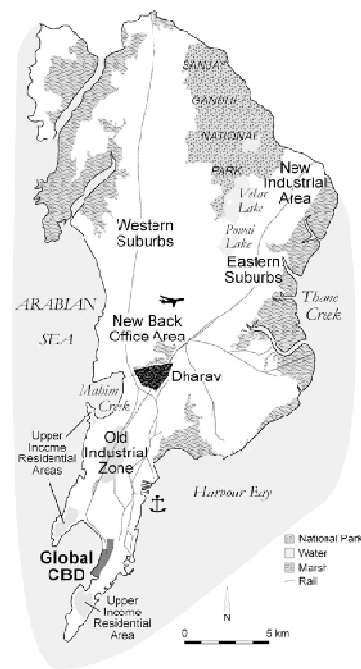 SANJAY
GANDHI
NATIONAL
PARK
New
Industrial
Area
Vehar
Lake
Powai
Lake
Western
Suburbs
Eastern
Suburbs
ARABIAN
SEA
Thane
Creek
New Back
Office Area
Dharav
Mahim
Creek
Upper
Income
Residential
Areas
Old
Industrial
Zone
Harbour Bay
Global
CBD
Upper
Income
Residential
Area
National Park
Water
Marsh
Rail
N
0
5 km